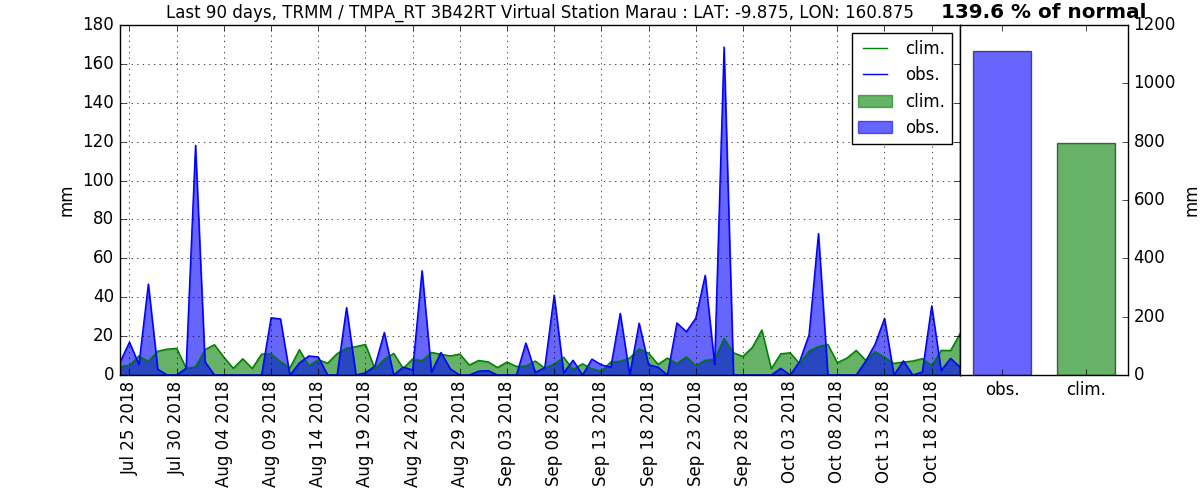 Last 90 days, TRMM / TMPA_RT 3B42RT Virtual Station Marau : LAT: -9.875, LON: 160.875
139.6 % of normal
180
160
140
120
100
80
60
40
20
0
mm
clim.
obs.
clim.
obs.
Jul 25 2018
Jul 30 2018
Aug 04 2018
Aug 09 2018
Aug 14 2018
Aug 19 2018
Aug 24 2018
Aug 29 2018
Sep 03 2018
Sep 08 2018
Sep 13 2018
Sep 18 2018
Sep 23 2018
Sep 28 2018
Oct 03 2018
Oct 08 2018
Oct 13 2018
Oct 18 2018
1200
1000
800
600
400
200
0
mm
obs.
clim.